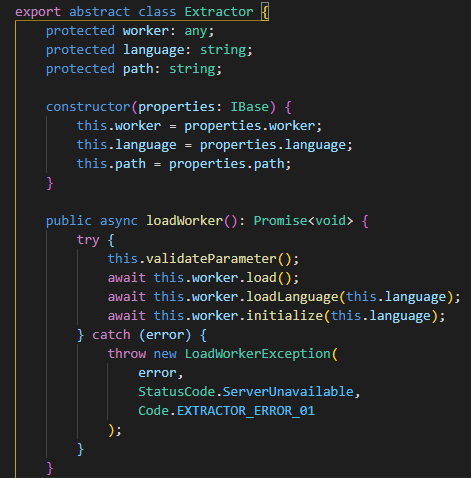 export abstract class Extractor {
    protected worker: any;
    protected language: string;
    protected path: string;

    constructor(properties: IBase) {
        this.worker = properties.worker;
        this.language = properties.language;
        this.path = properties.path;
    }

    public async loadWorker(): Promise<void> {
        try {
            this.validateParameter();
            await this.worker.load();
            await this.worker.loadLanguage(this.language);
            await this.worker.initialize(this.language);
        } catch (error) {
            throw new LoadWorkerException(
                error,
                StatusCode.ServerUnavailable,
                Code.EXTRACTOR_ERROR_01
            );
        }
    }